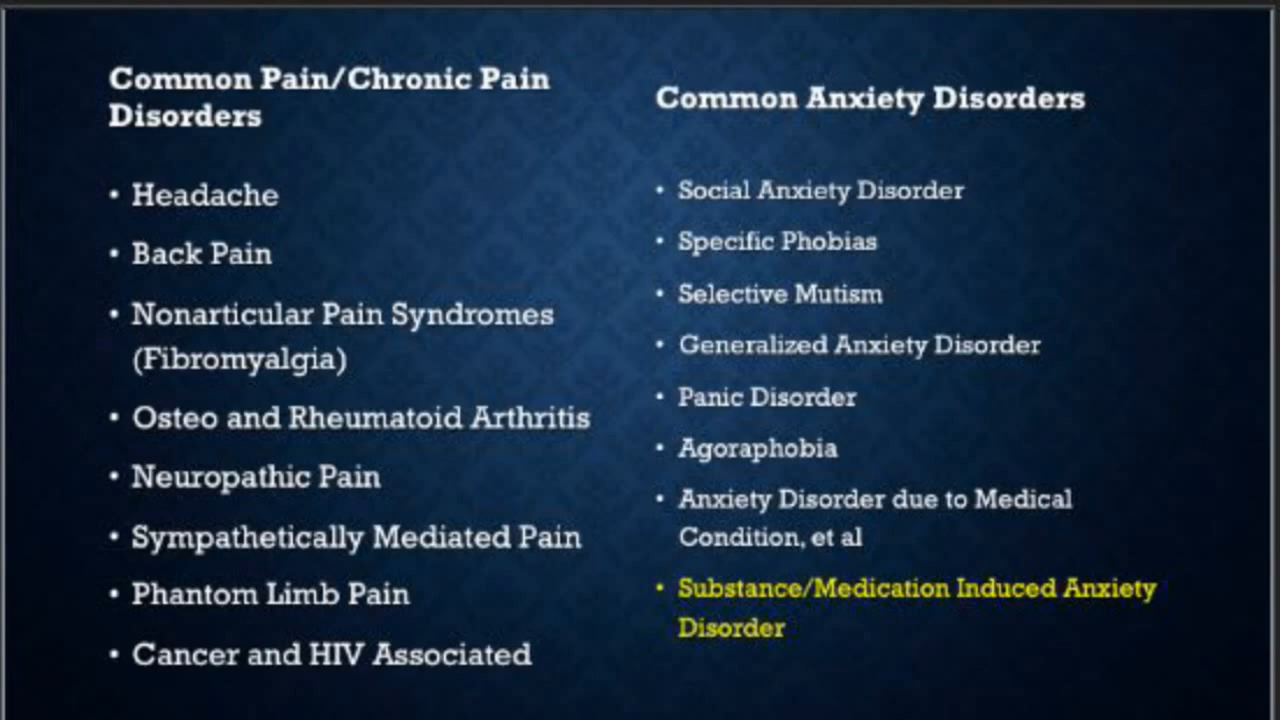 Common Pain/Chronic Pain
Disorders
• Headache
• Back Pain
• Nonarticular Pain Syndromes
(Fibromyalgia)
• Osteo and Rheumatoid Arthritis
• Neuropathic Pain
• Sympathetically Mediated Pain
• Phantom Limb Pain
• Cancer and HIV Associated
Common Anxiety Disorders
• Social Anxiety Disorder
• Specific Phobias
• Selective Mutism
• Generalized Anxiety Disorder
• Panic Disorder
• Agoraphobia
• Anxiety Disorder due to Medical
Condition, et al
• Substance/Medication Induced Anxiety
Disorder